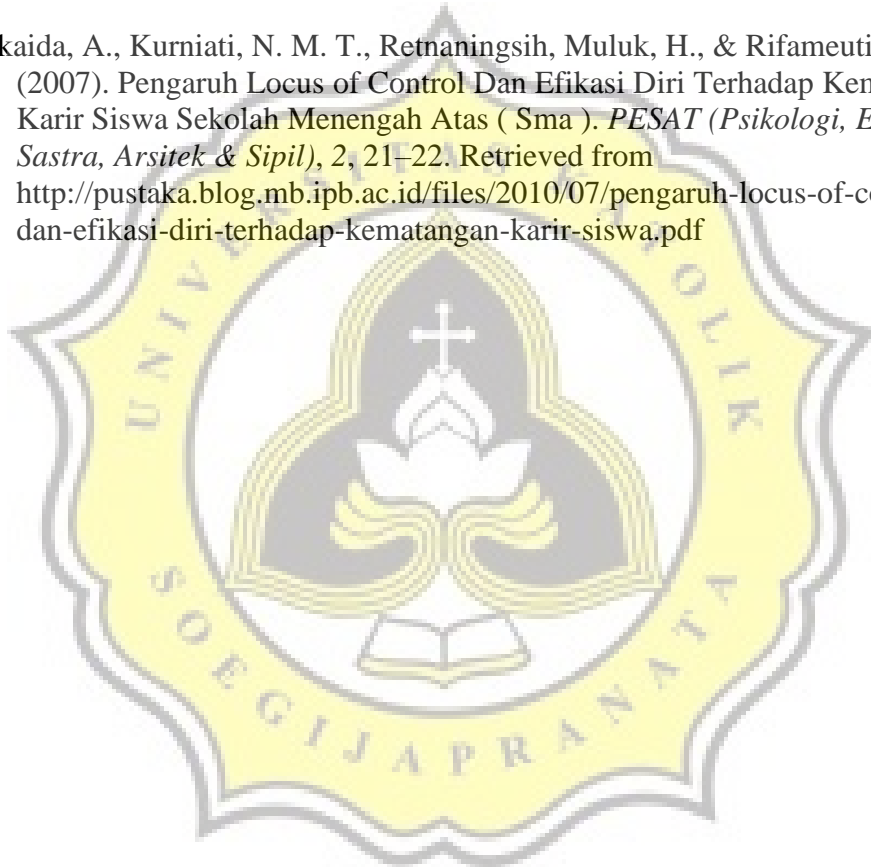 kaida, A., Kurniati, N. M. T., Retnaningsih, Muluk, H., & Rifameuti
(2007). Pengaruh Locus of Control Dan Efikasi Diri Terhadap Ken
Karir Siswa Sekolah Menengah Atas ( Sma ). PESAT (Psikologi, E
Sastra, Arsitek & Sipil), 2, 21–22. Retrieved from
http://pustaka.blog.mb.ipb.ac.id/files/2010/07/pengaruh-locus-of-c
dan-efikasi-diri-terhadap-kematangan-karir-siswa.pdf
UNIVERSITAS KATOLIK
SOEGIJAPRANATA